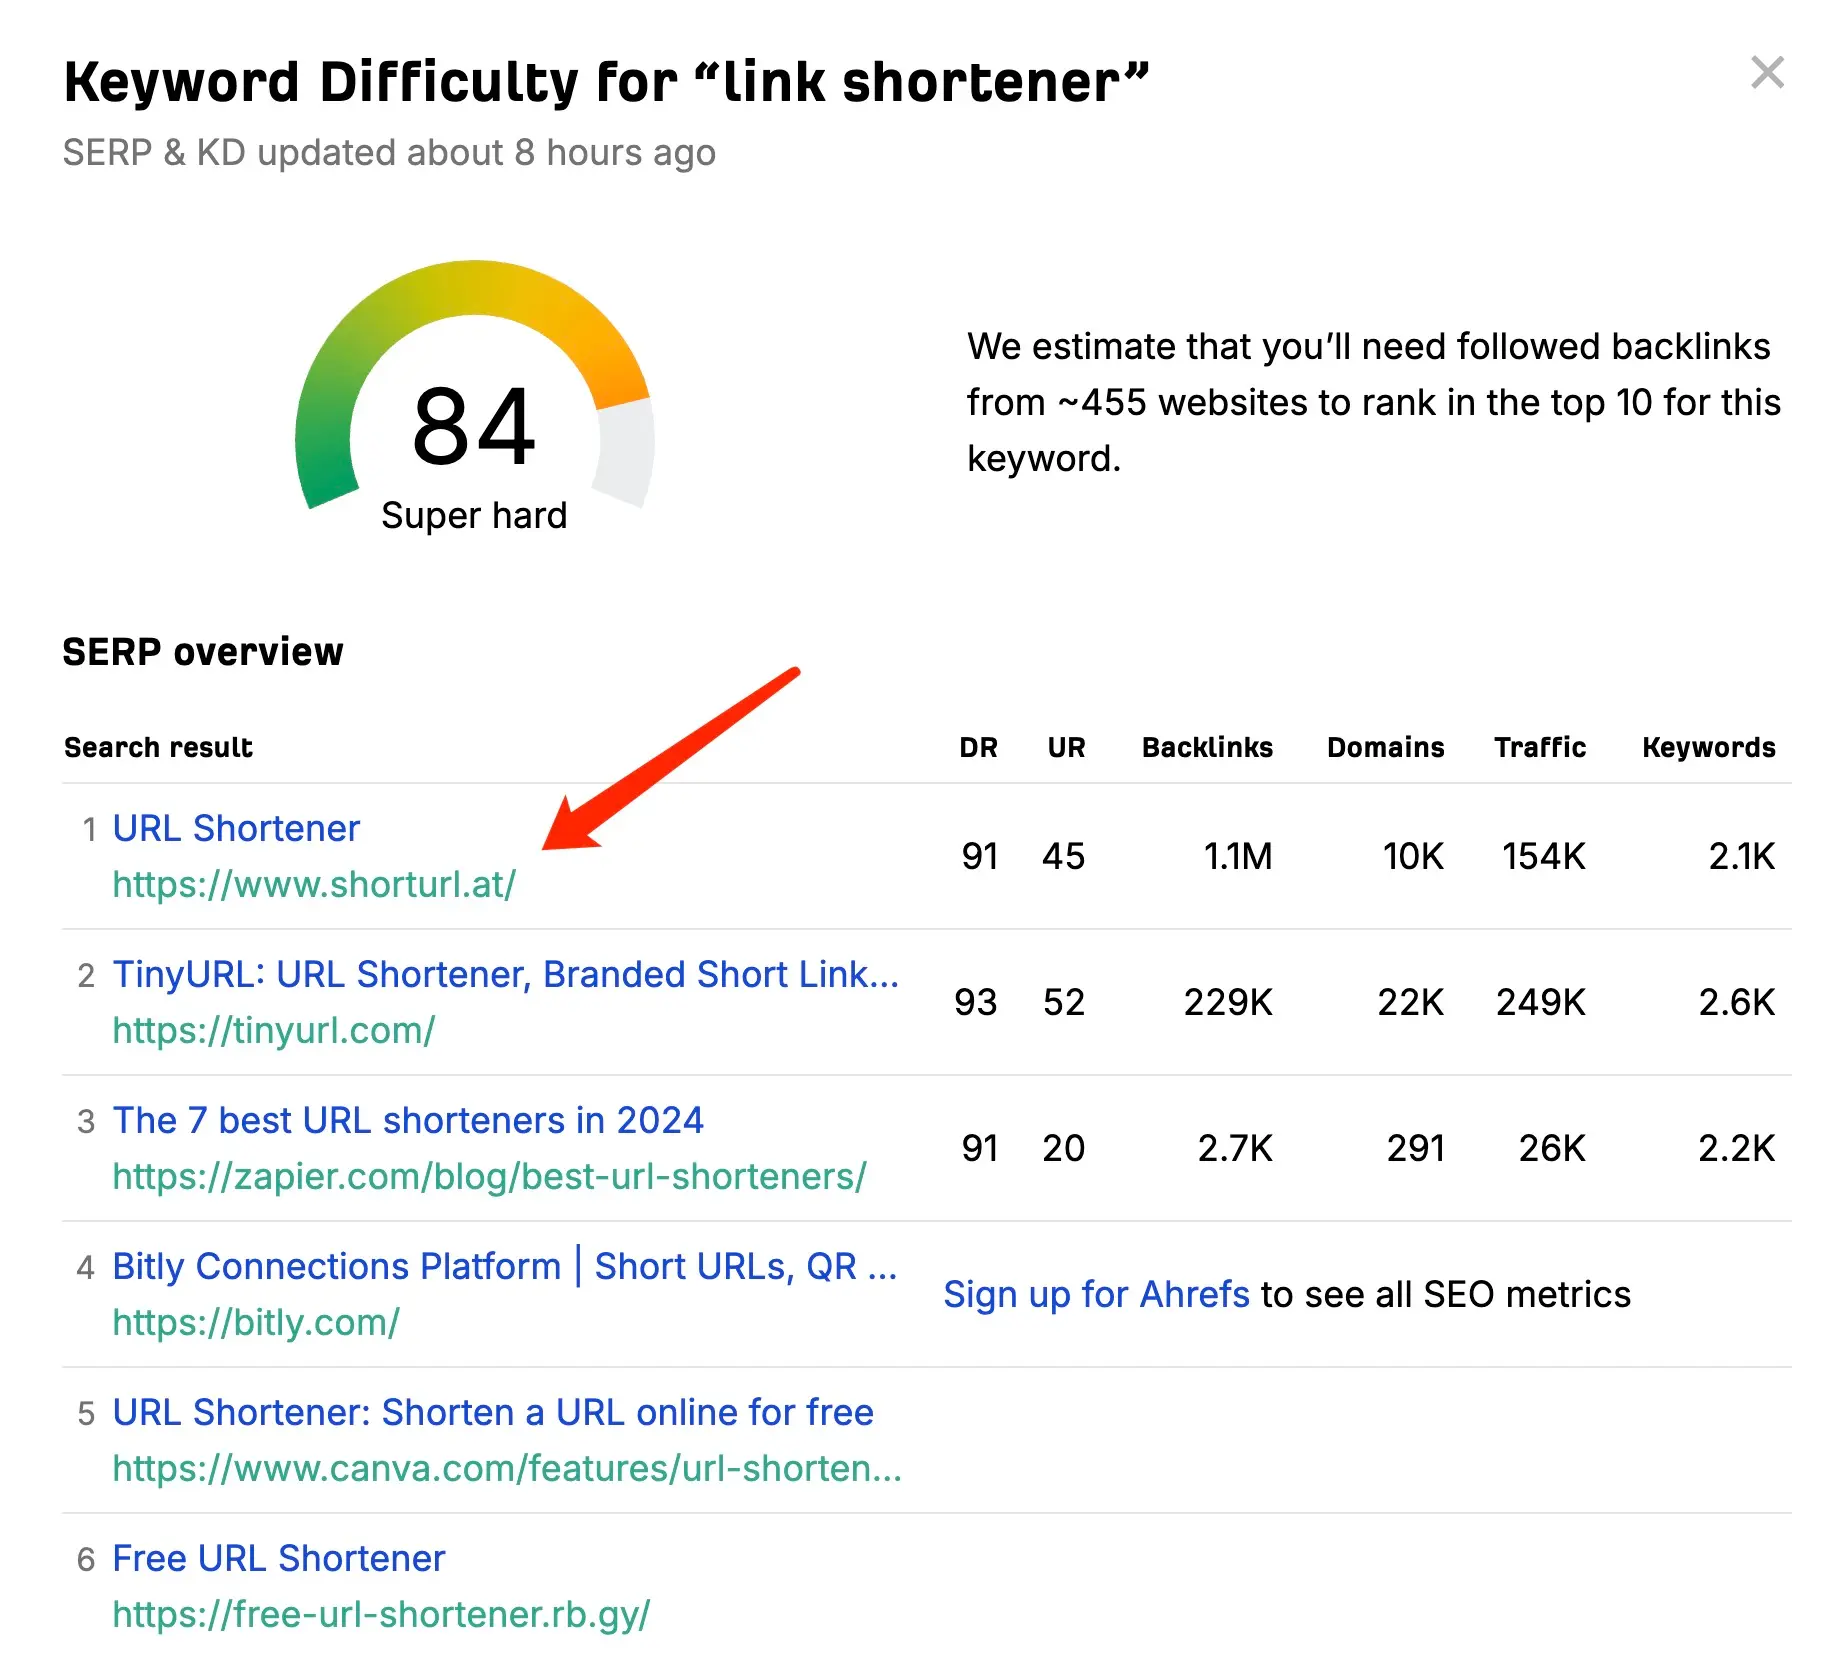 Keyword Difficulty for “link shortener”
SERP & KD updated about 8 hours ago
84
Super hard
We estimate that you’ll need followed backlinks
from ~455 websites to rank in the top 10 for this
keyword.
SERP overview
Search result DR UR Backlinks Domains Traffic Keywords
1 URL Shortener
https://www.shorturl.at/
91 45 1.1M 10K 154K 2.1K
2 TinyURL: URL Shortener, Branded Short Link...
https://tinyurl.com/
93 52 229K 22K 249K 2.6K
3 The 7 best URL shorteners in 2024
https://zapier.com/blog/best-url-shorteners/
91 20 2.7K 291 26K 2.2K
4 Bitly Connections Platform | Short URLs, QR ...
https://bitly.com/
Sign up for Ahrefs to see all SEO metrics
5 URL Shortener: Shorten a URL online for free
https://www.canva.com/features/url-shorten...
6 Free URL Shortener
https://free-url-shortener.rb.gy/